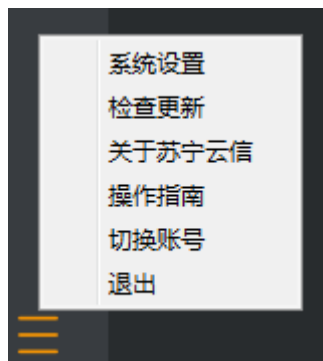 系统设置
检查更新
关于苏宁云信
操作指南
切换账号
退出